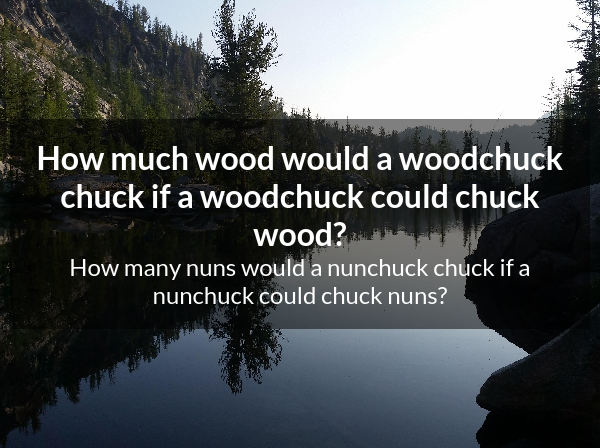 How much wood would a woodchuck
chuck if a woodchuck could chuck
wood?
How many nuns would a nunchuck chuck if a
nunchuck could chuck nuns?